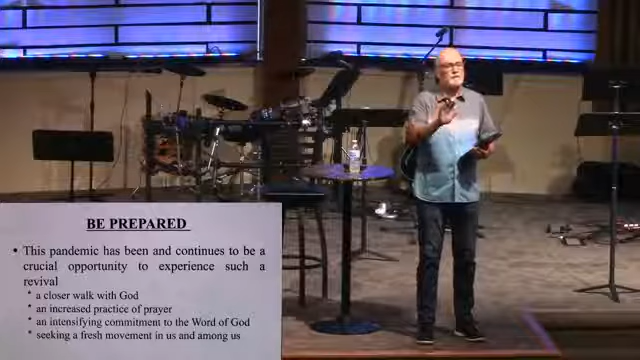 BE PREPARED
• This pandemic has been and continues to be a
crucial opportunity to experience such a
revival
* a closer walk with God
* an increased practice of prayer
* an intensifying commitment to the Word of God
* seeking a fresh movement in us and among us